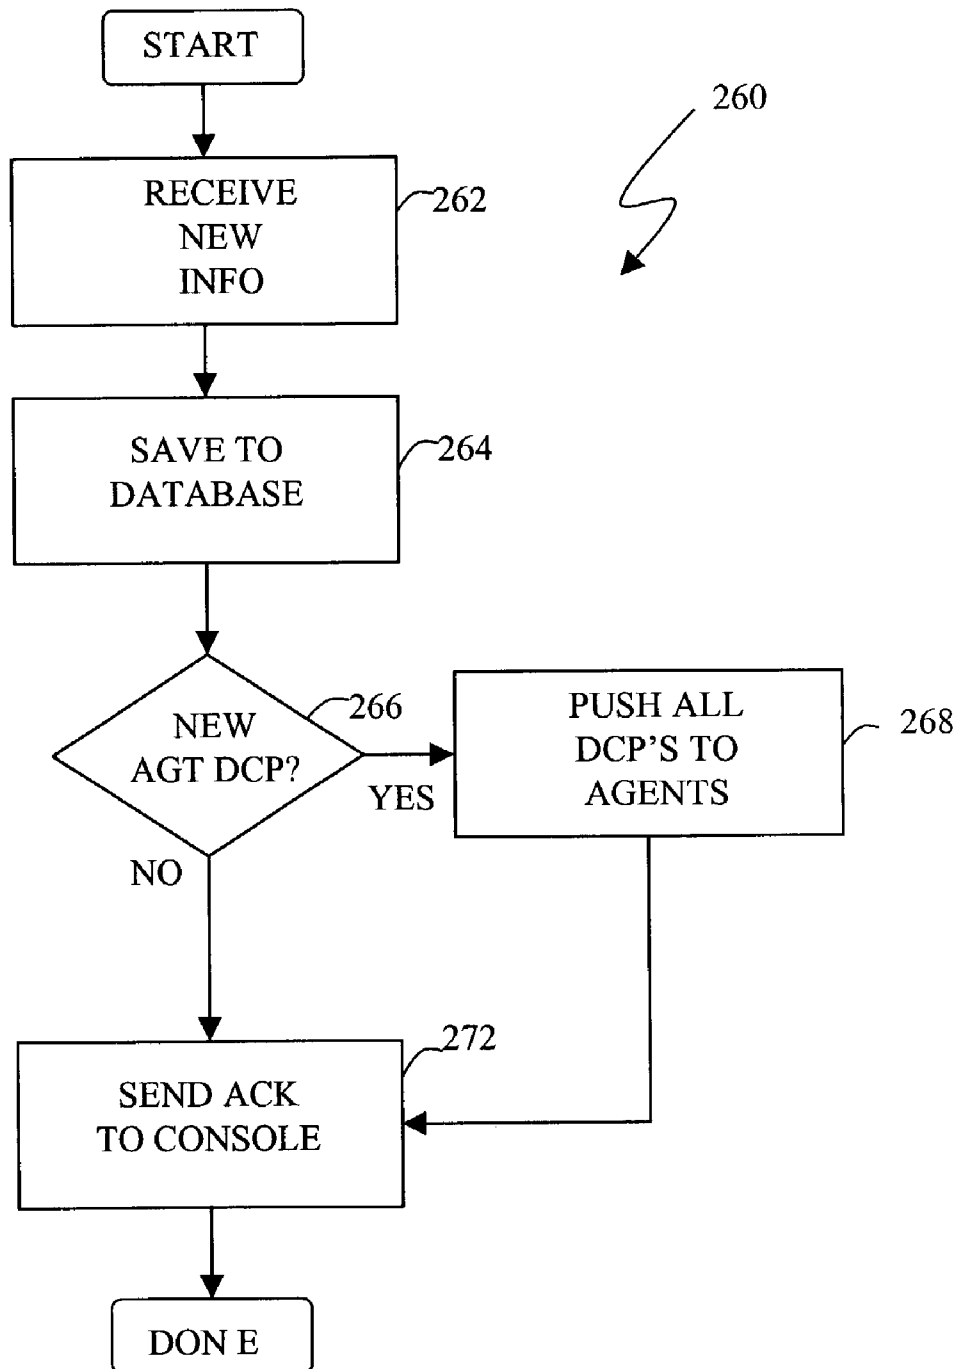 START
260
RECEIVE
NEW
INFO
262
SAVE TO
DATABASE
264
NEW
AGT DCP?
266
YES
NO
PUSH ALL
DCP'S TO
AGENTS
268
SEND ACK
TO CONSOLE
272
DON E